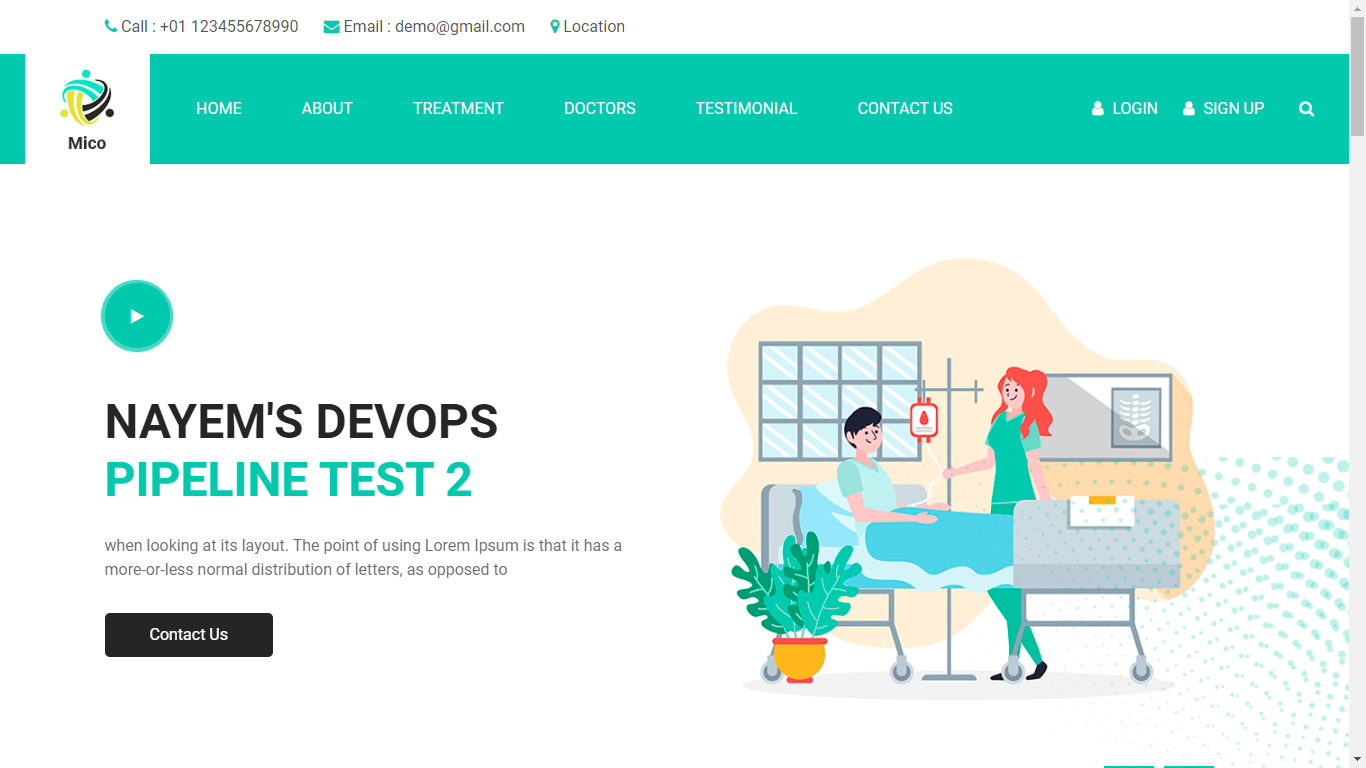 Call : +01 123455678990 Email : demo@gmail.com Location
Mico
HOME ABOUT TREATMENT DOCTORS TESTIMONIAL CONTACT US LOGIN SIGN UP
NAYEM'S DEVOPS
PIPELINE TEST 2
when looking at its layout. The point of using Lorem Ipsum is that it has a
more-or-less normal distribution of letters, as opposed to
Contact Us